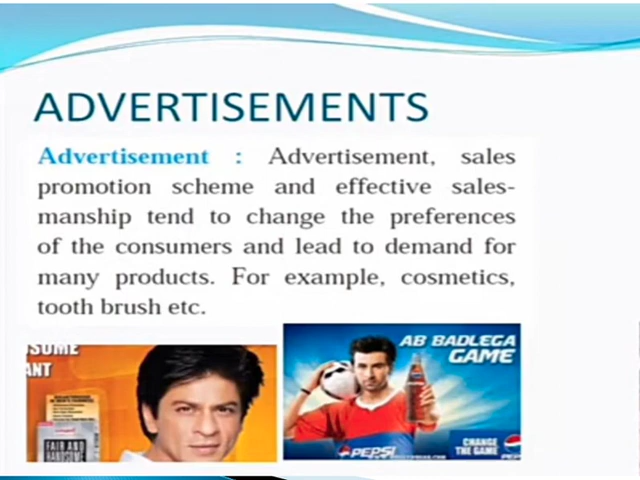 ADVERTISEMENTS
Advertisement : Advertisement, sales
promotion scheme and effective sales-
manship tend to change the preferences
of the consumers and lead to demand for
many products. For example, cosmetics,
tooth brush etc.
SOME
ANT
FAIR AND
HANDSOME
AB BADLEGA
GAME
PEPSI
CHANGE
THE GAME